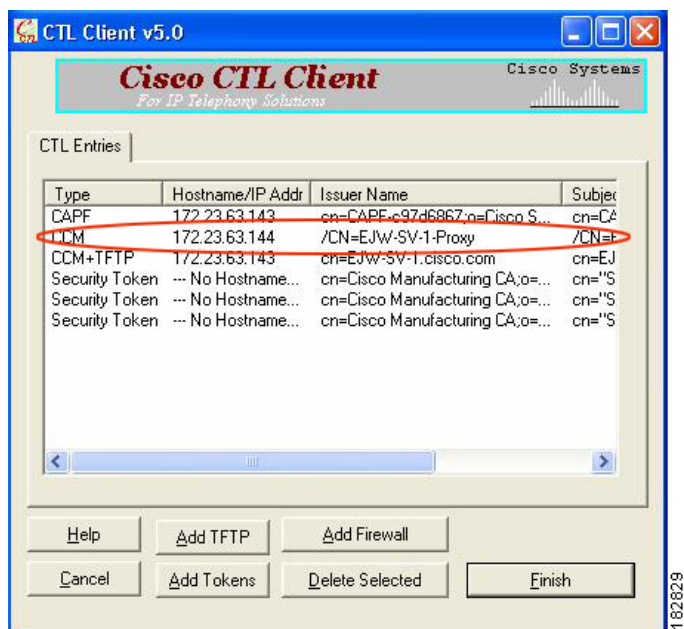 CTL Client v5.0
Cisco CTL Client
For IP Telephony Solutions
Cisco Systems
CTL Entries
Type Hostname/IP Addr Issuer Name Subjec
CAPF 172.23.63.143 cn=CAPF-c97d6867;o=Cisco S... cn=CA
CCM 172.23.63.144 /CN=EJW-SV-1-Proxy /CN=E
CCM+TFTP 172.23.63.143 cn=EJW-SV-1.cisco.com cn=EJ
Security Token --- No Hostname... cn=Cisco Manufacturing CA;o=... cn="S
Security Token --- No Hostname... cn=Cisco Manufacturing CA;o=... cn="S
Security Token --- No Hostname... cn=Cisco Manufacturing CA;o=... cn="S
Help Add TFTP Add Firewall
Cancel Add Tokens Delete Selected Finish
182829